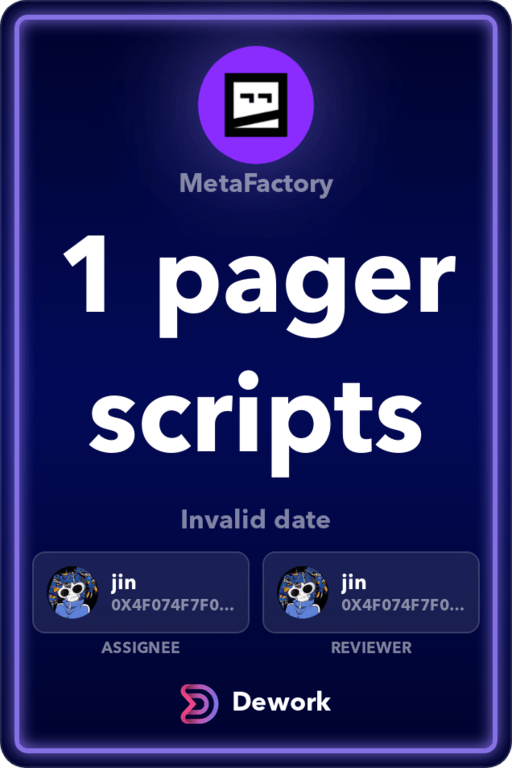 MetaFactory
1 pager
scripts
Invalid date
jin
0X4F074F7F0...
jin
0X4F074F7F0...
ASSIGNEE
REVIEWER
Dework